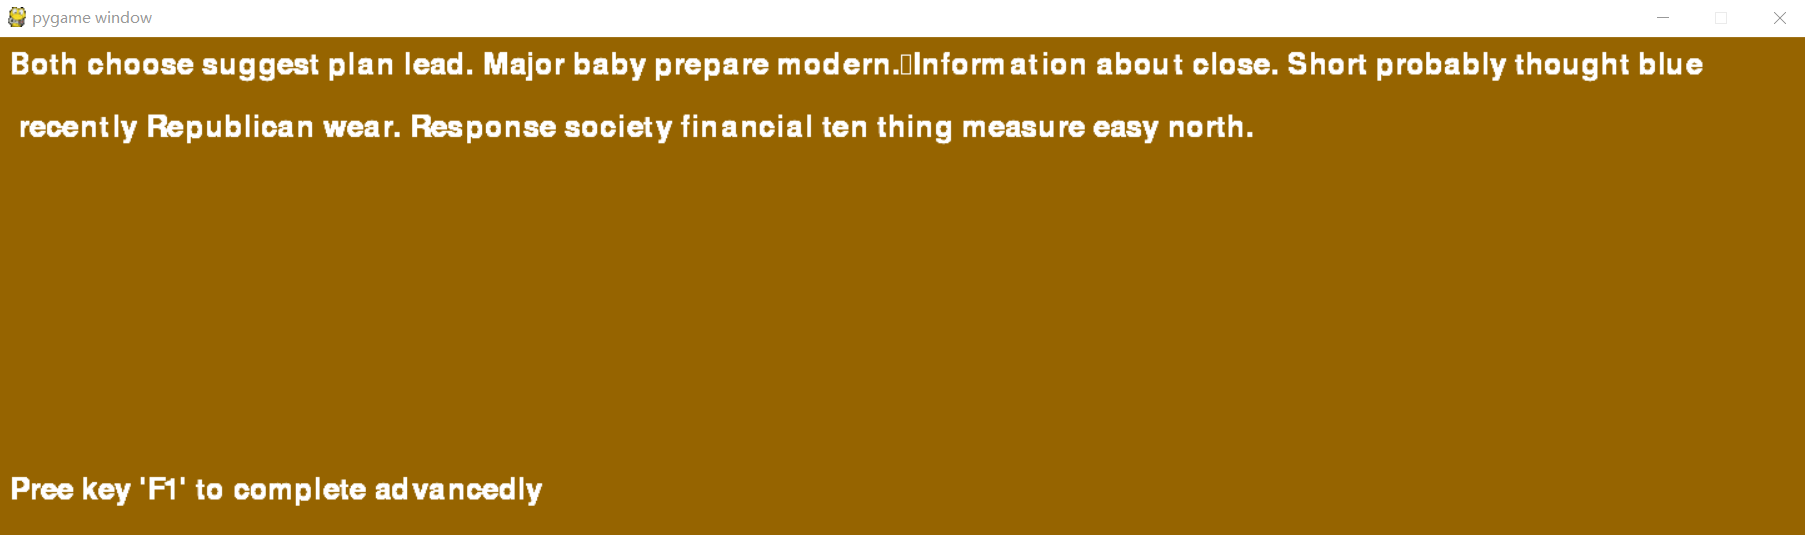 pygame window
Both choose suggest plan lead. Major baby prepare modern.▯Information about close. Short probably thought blue
recently Republican wear. Response society financial ten thing measure easy north.
Pree key 'F1' to complete advancedly